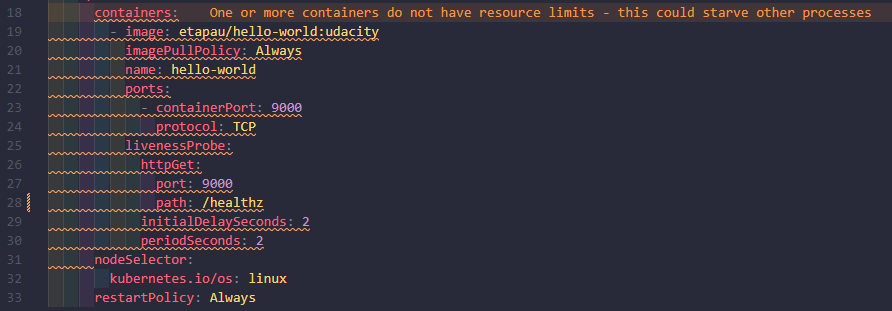 18 containers: One or more containers do not have resource limits - this could starve other processes
19 - image: etapau/hello-world:udacity
20 imagePullPolicy: Always
21 name: hello-world
22 ports:
23 - containerPort: 9000
24 protocol: TCP
25 livenessProbe:
26 httpGet:
27 port: 9000
28 path: /healthz
29 initialDelaySeconds: 2
30 periodSeconds: 2
31 nodeSelector:
32 kubernetes.io/os: linux
33 restartPolicy: Always